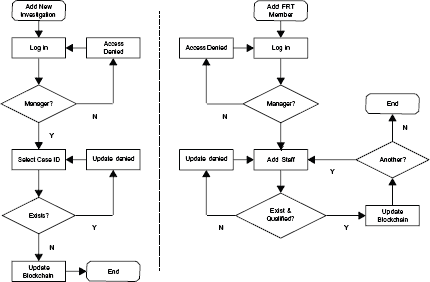 Add New
Investigation
Log in
Access
Denied
Manager?
N
Y
Select Case ID
Update denied
Exists?
Y
N
Update
Blockchain
End
Add FRT
Member
Access Denied
Log in
Manager?
N
Y
Update denied
Add Staff
Exist &
Qualified?
N
Y
Update
Blockchain
Another?
Y
N
End